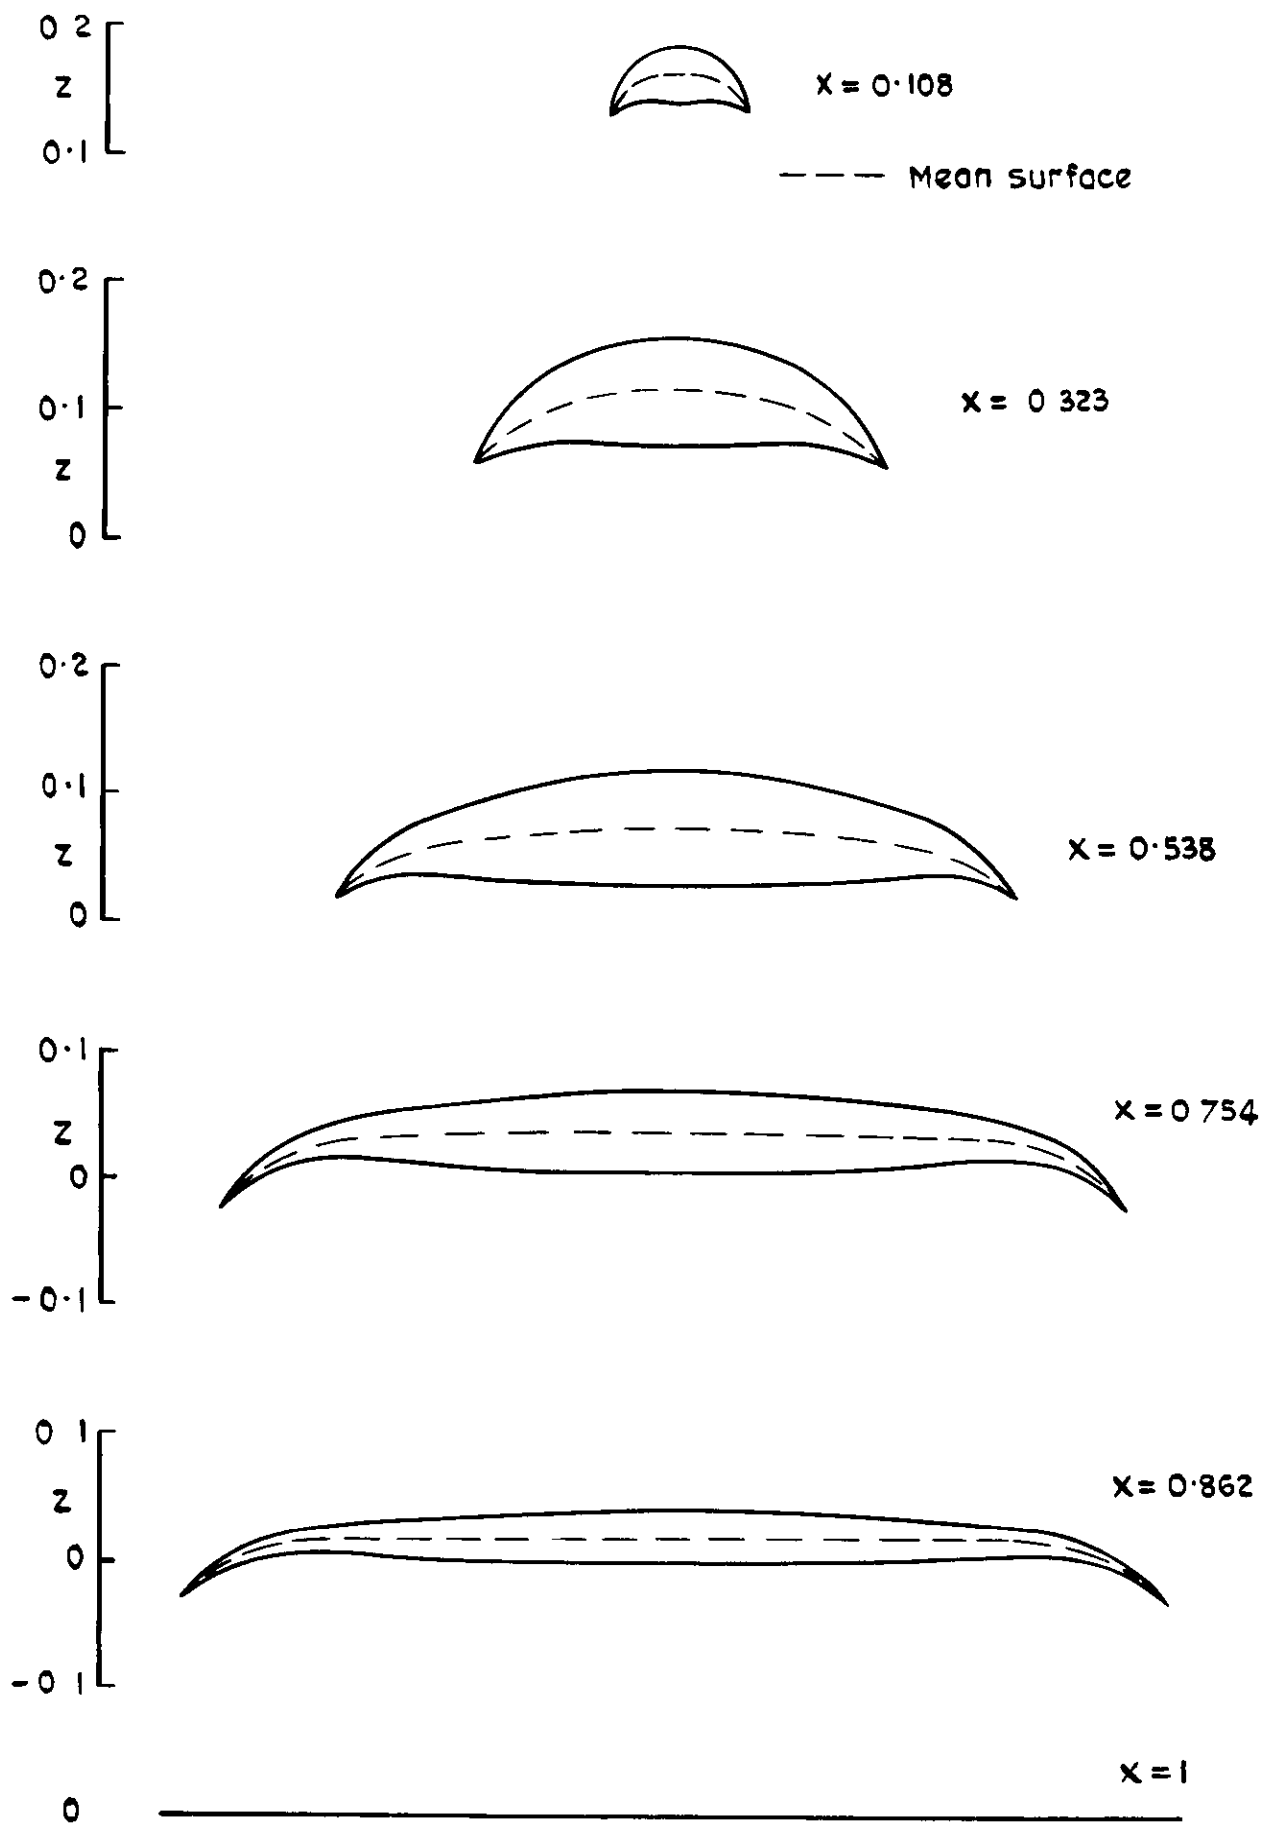 0 2
z
x = 0·108
0·1
Mean surface
0·2
0·1
x = 0 323
z
0
0·2
0·1
z
x = 0·538
0
0·1
z
x = 0 754
0
-0·1
0 1
z
x = 0·862
0
-0 1
x = 1
0